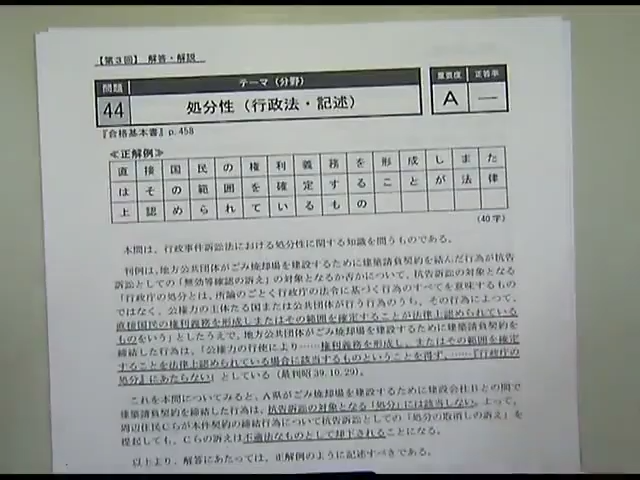 【第３回】 解答・解説
問題
テーマ（分野）
重要度
正答率
44
処分性（行政法・記述）
A
―
『合格基本書』p.458
≪正解例≫
直接国民の権利義務を形成しまた
はその範囲を確定することが法律
上認められているもの
（40字）
本問は、行政事件訴訟法における処分性に関する知識を問うものである。
判例は、地方公共団体がごみ焼却場を建設するために建築請負契約を結んだ行為が抗告
訴訟としての「無効等確認の訴え」の対象となるか否かについて、抗告訴訟の対象となる
「行政庁の処分とは、所論のごとく行政庁の法令に基づく行為のすべてを意味するもの
ではなく、公権力の主体たる国または公共団体が行う行為のうち、その行為によって、
直接国民の権利義務を形成しまたはその範囲を確定することが法律上認められている
ものをいう」としたうえで、地方公共団体がごみ焼却場を建設するために建築請負契約を
締結した行為は、「公権力の行使により……権利義務を形成し、またはその範囲を確定
することを法律上認められている場合に該当するものということを得ず、……『行政庁の
処分』にあたらない」としている（最判昭39.10.29）。
これを本問についてみると、A県がごみ焼却場を建設するために建設会社Bとの間で
建築請負契約を締結した行為は、抗告訴訟の対象となる「処分」には該当しない。よって、
周辺住民Cらが本件契約の締結行為について抗告訴訟としての「処分の取消しの訴え」を
提起しても、Cらの訴えは不適法なものとして却下されることになる。
以上より、解答にあたっては、正解例のように記述すべきである。